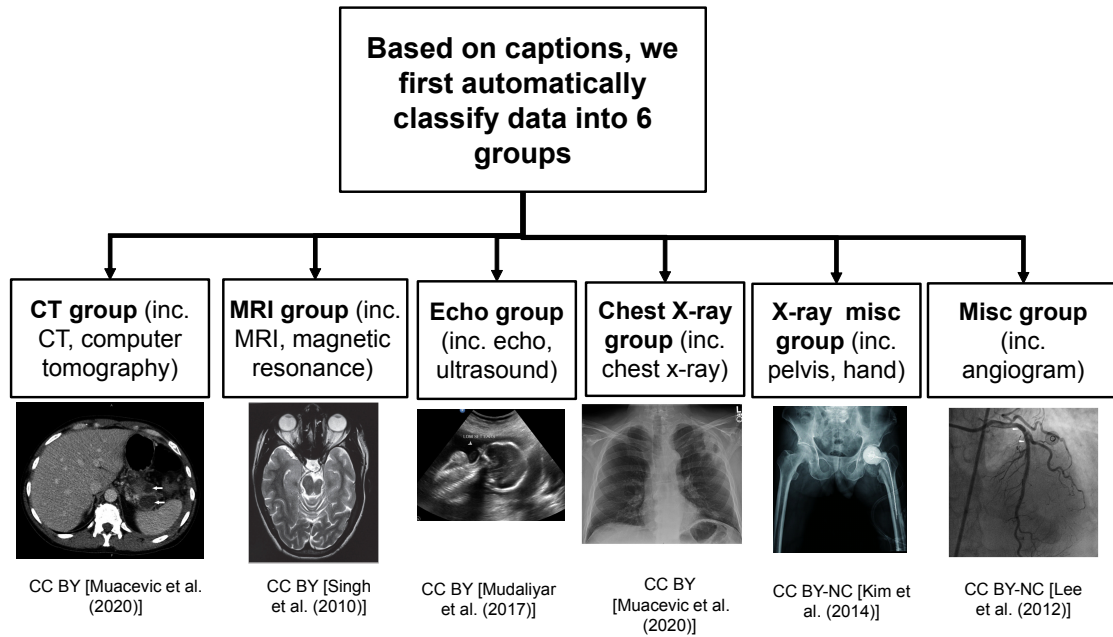 Based on captions, we
first automatically
classify data into 6
groups
CT group (inc.
CT, computer
tomography)
MRI group (inc.
MRI, magnetic
resonance)
Echo group
(inc. echo,
ultrasound)
Chest X-ray
group (inc.
chest x-ray)
X-ray misc
group (inc.
pelvis, hand)
Misc group
(inc.
angiogram)
CC BY [Muacevic et al.
(2020)]
CC BY [Singh
et al. (2010)]
CC BY [Mudaliyar
et al. (2017)]
CC BY
[Muacevic et al.
(2020)]
CC BY-NC [Kim et
al. (2014)]
CC BY-NC [Lee
et al. (2012)]